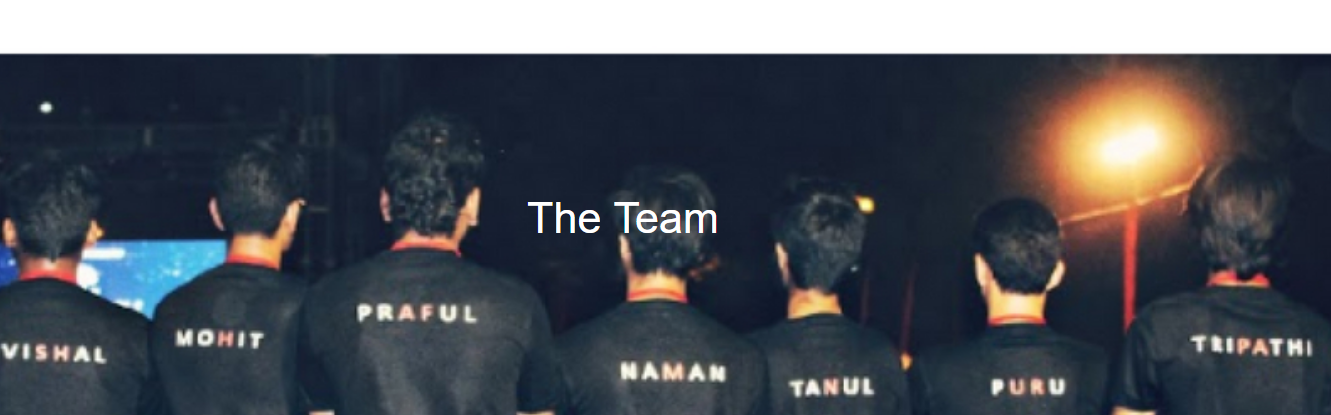 The Team
VISHAL
MOHIT
PRAFUL
NAMAN
TANUL
PURU
TRIPATHI